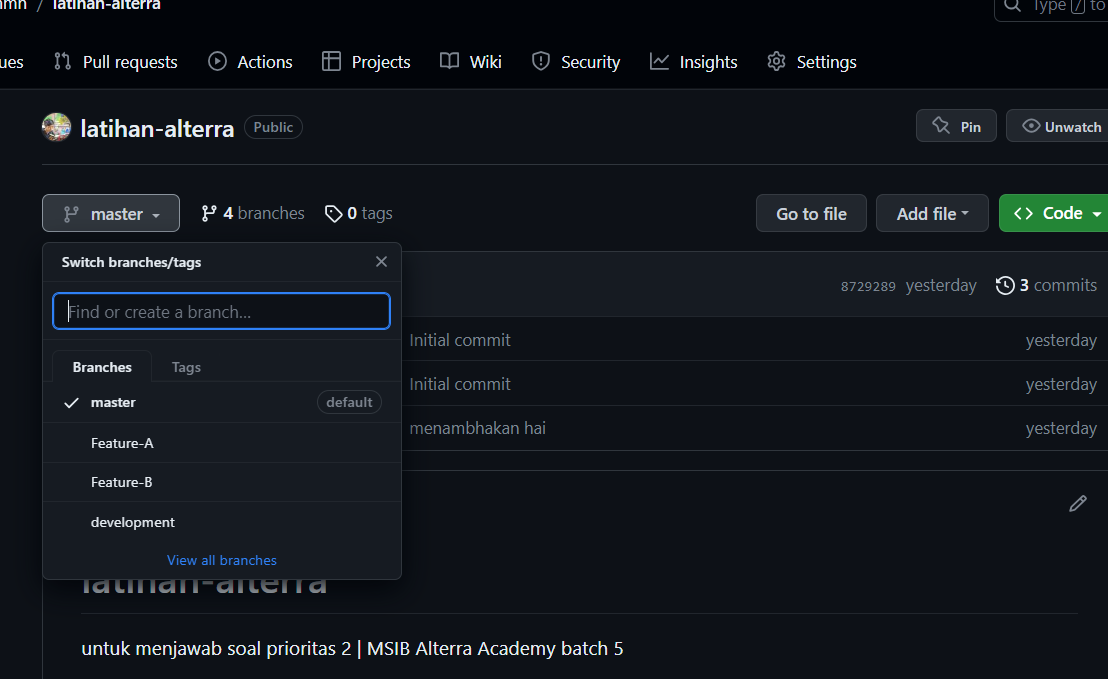 latihan-alterra
Type / to
Pull requests Actions Projects Wiki Security Insights Settings
latihan-alterra Public Pin Unwatch
master 4 branches 0 tags Go to file Add file <> Code
Switch branches/tags
8729289 yesterday 3 commits
Find or create a branch...
Initial commit yesterday
Branches Tags
Initial commit yesterday
master default
menambhakan hai yesterday
Feature-A
Feature-B
development
View all branches
latihan-alterra
untuk menjawab soal prioritas 2 | MSIB Alterra Academy batch 5